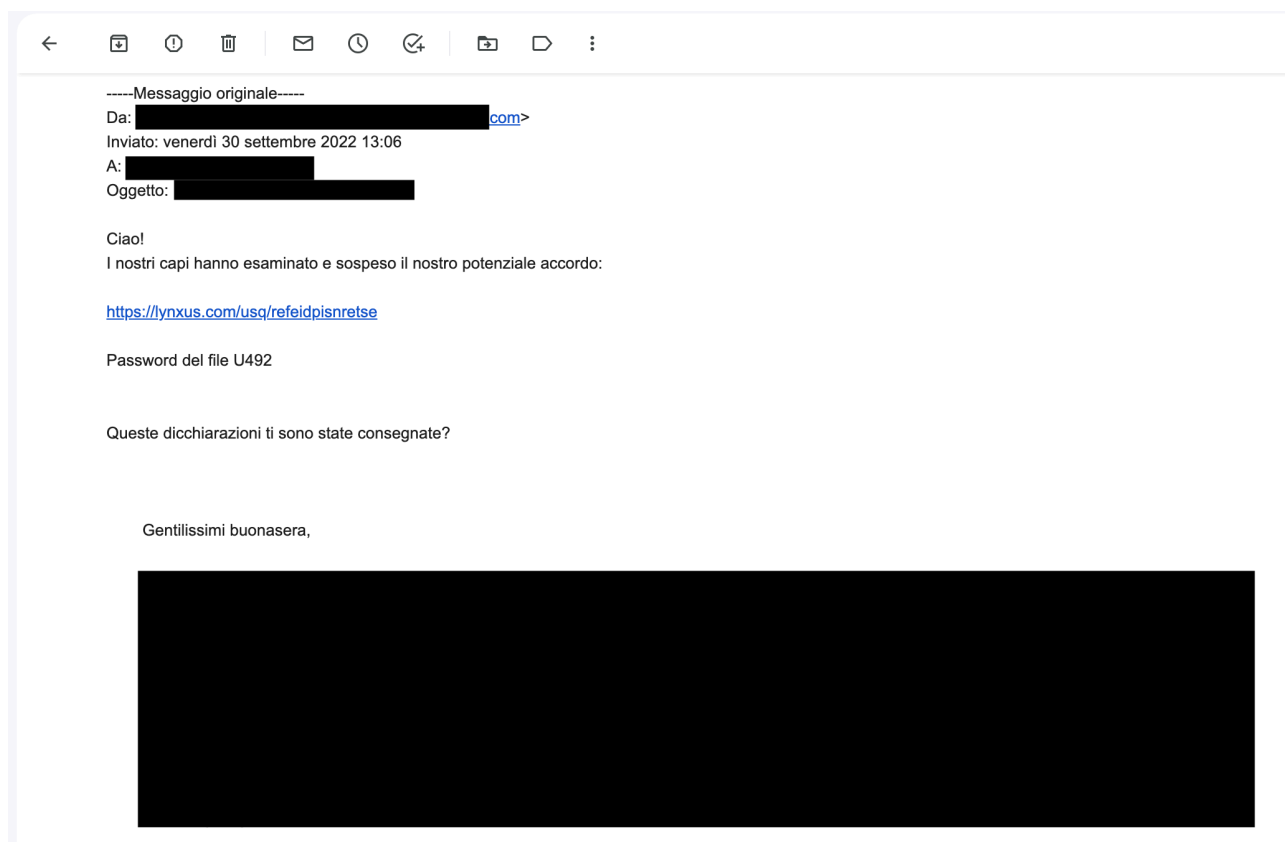 -----Messaggio originale-----
Da: com>
Inviato: venerdì 30 settembre 2022 13:06
A:
Oggetto:
Ciao!
I nostri capi hanno esaminato e sospeso il nostro potenziale accordo:
https://lynxus.com/usq/refeidpisnretse
Password del file U492
Queste dicchiarazioni ti sono state consegnate?
Gentilissimi buonasera,